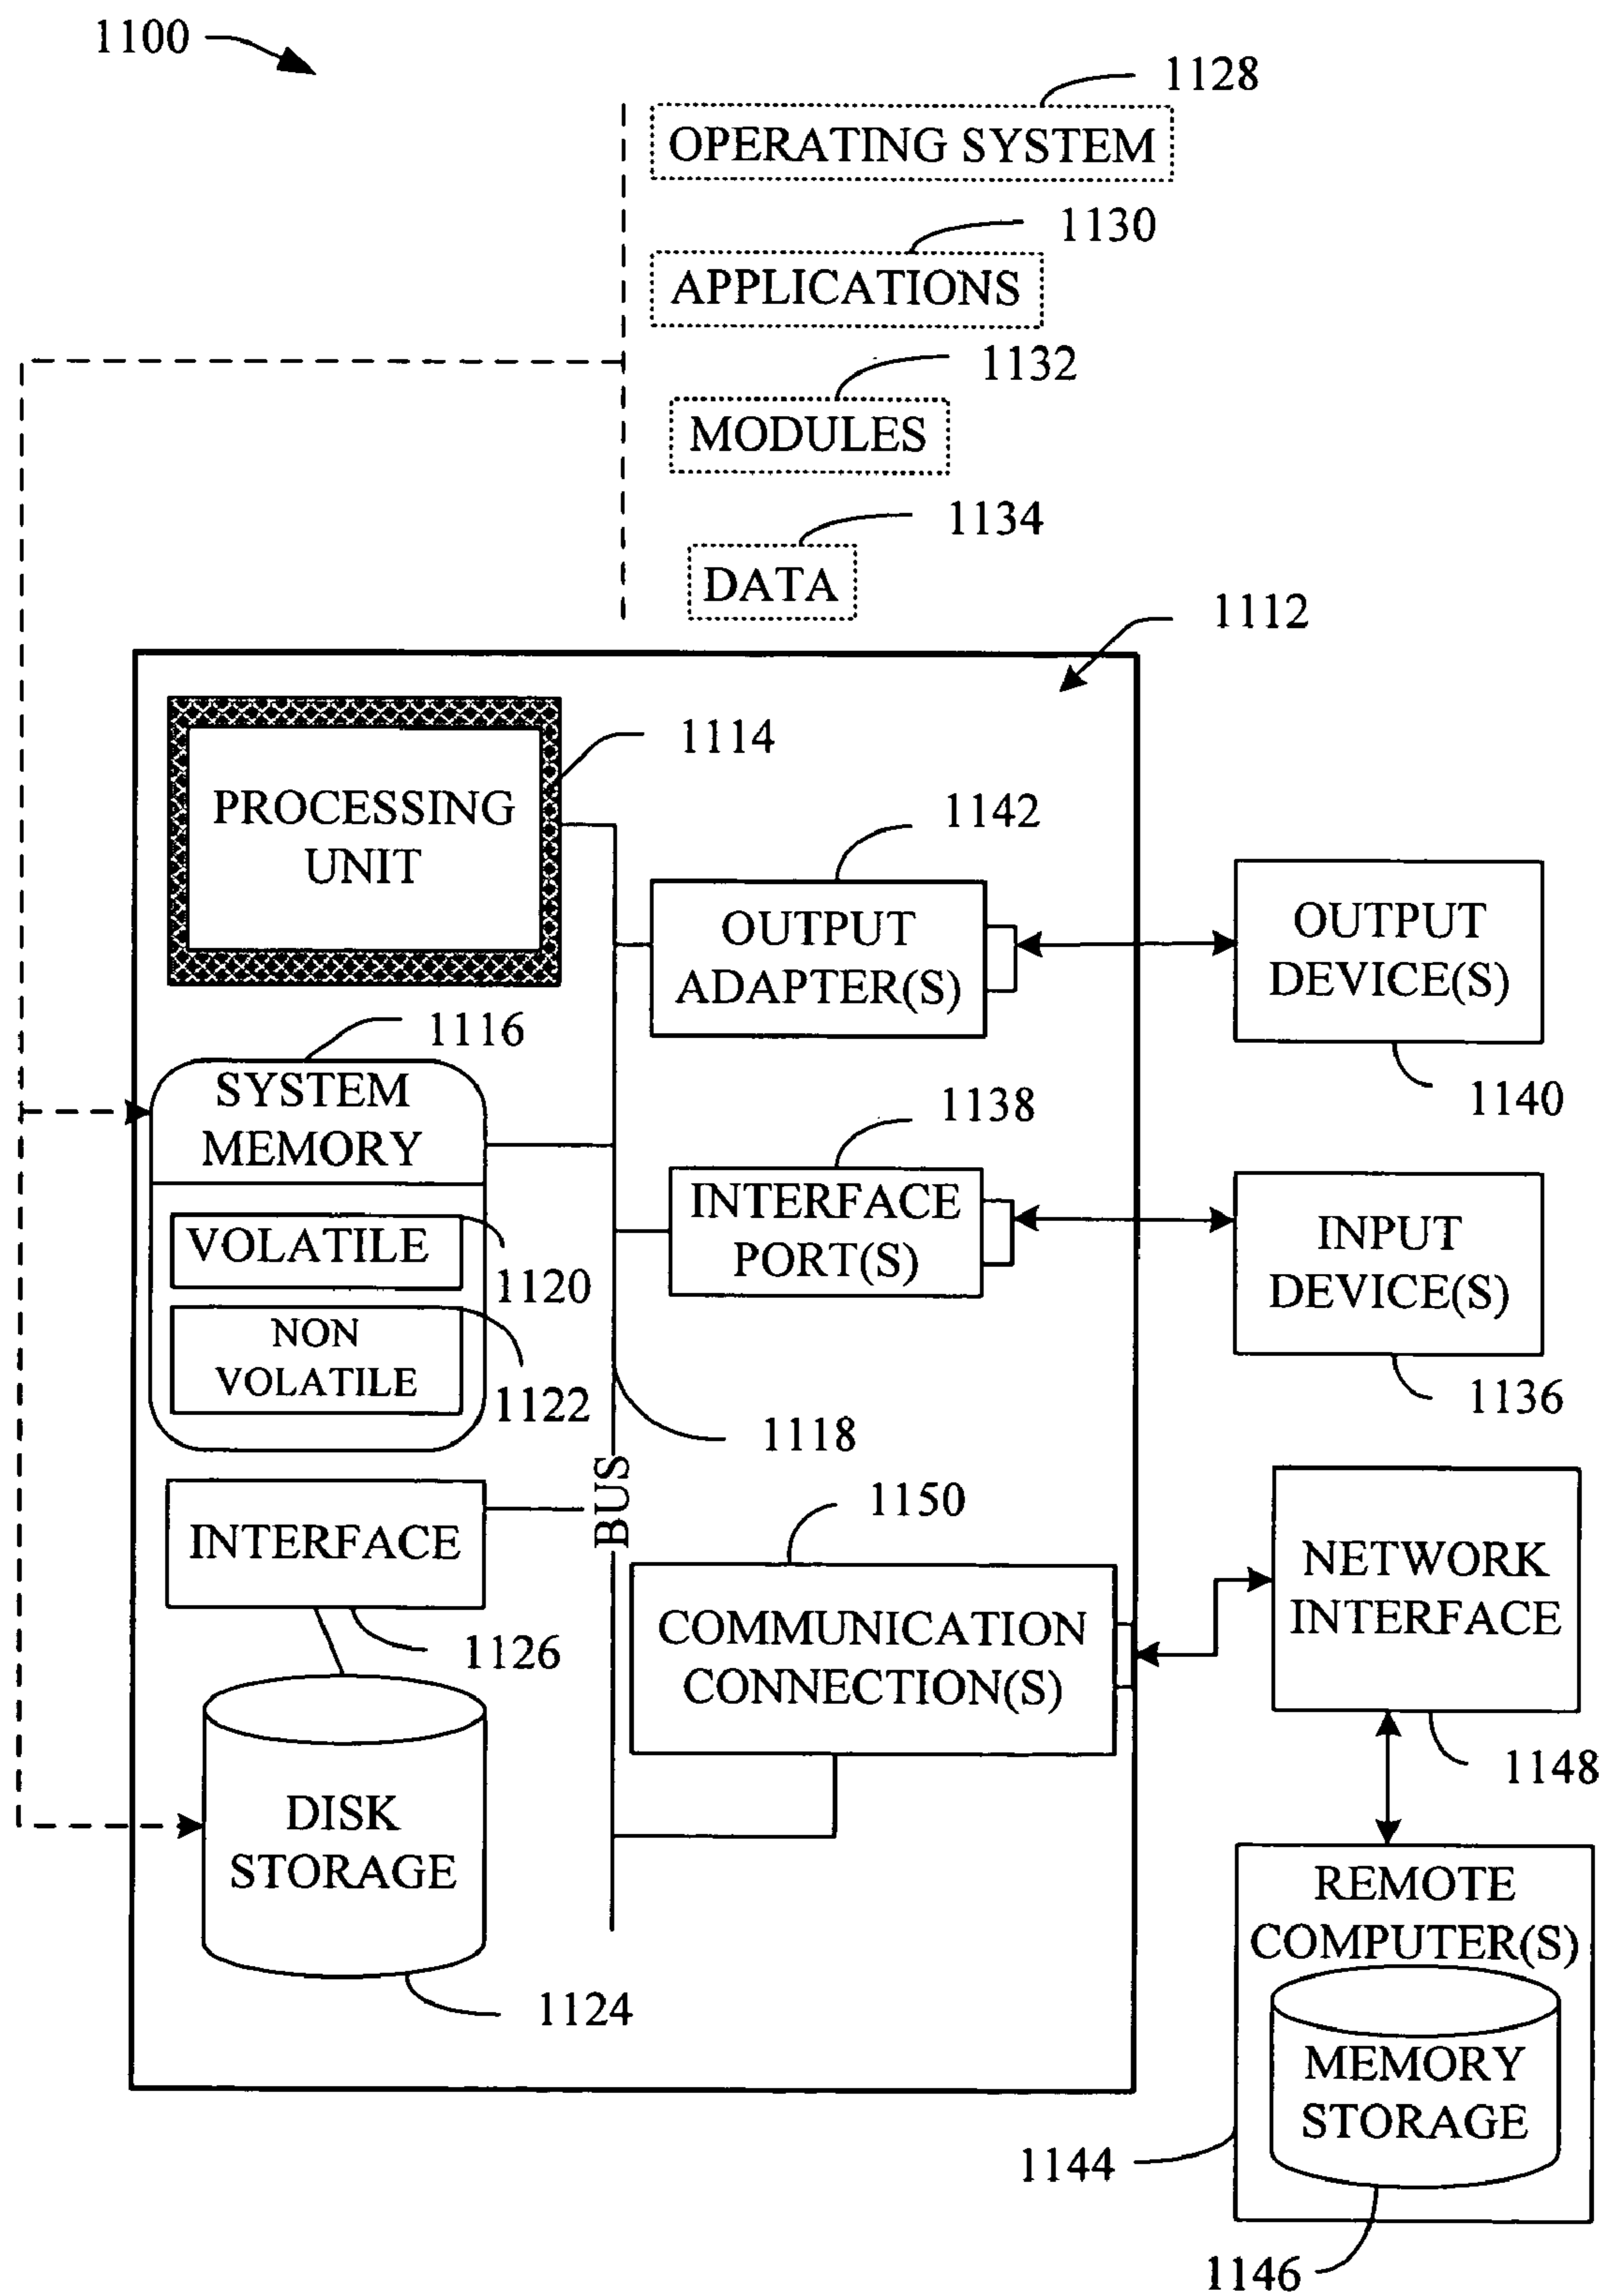 1100
1128
OPERATING SYSTEM
1130
APPLICATIONS
1132
MODULES
1134
DATA
1112
1114
PROCESSING
UNIT
1142
OUTPUT
ADAPTER(S)
OUTPUT
DEVICE(S)
1140
1116
SYSTEM
MEMORY
1138
INTERFACE
PORT(S)
VOLATILE
1120
NON
VOLATILE
1122
INPUT
DEVICE(S)
1136
1118
BUS
INTERFACE
1126
1150
COMMUNICATION
CONNECTION(S)
NETWORK
INTERFACE
1148
DISK
STORAGE
1124
REMOTE
COMPUTER(S)
MEMORY
STORAGE
1144
1146